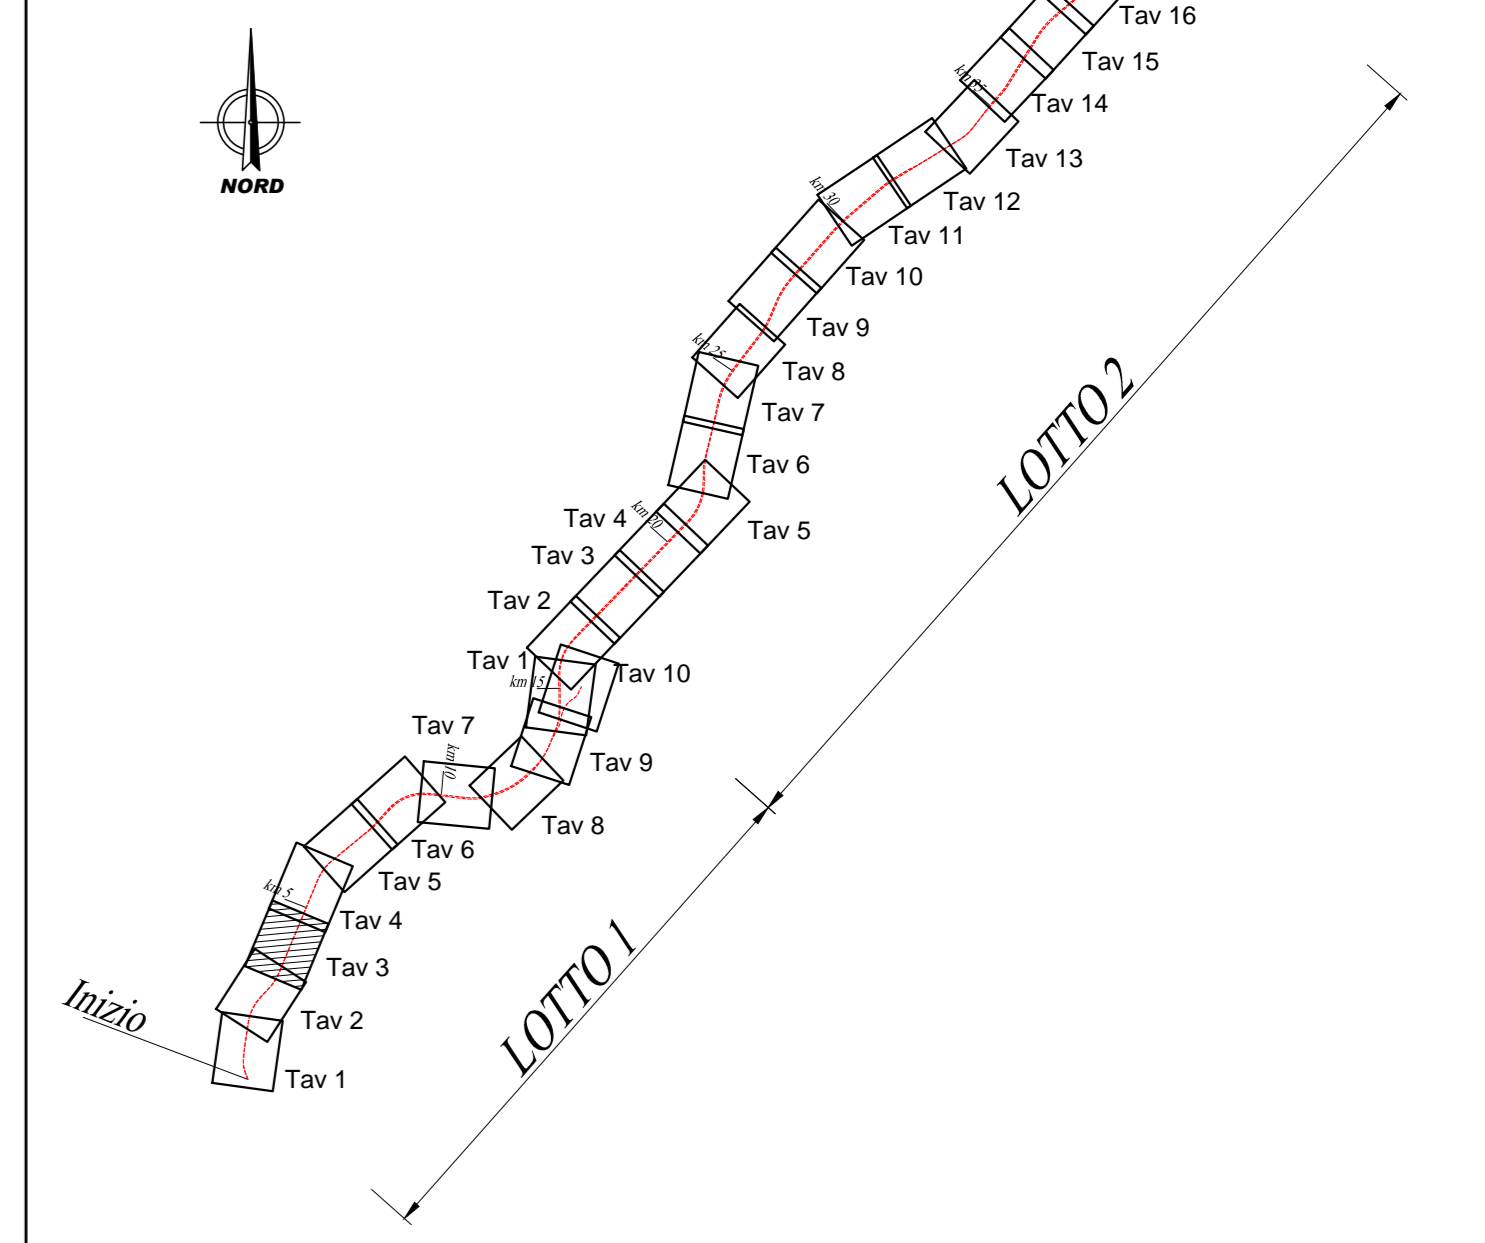 Tav 16
Tav 15
km 35
Tav 14
Tav 13
NORD
km 30
Tav 12
Tav 11
Tav 10
Tav 9
km 25
Tav 8
Tav 7
LOTTO 2
Tav 6
Tav 4
km 20
Tav 5
Tav 3
Tav 2
Tav 1
Tav 10
km 15
Tav 7
km 10
Tav 9
Tav 8
Tav 6
Tav 5
km 5
Tav 4
Tav 3
LOTTO 1
Inizio
Tav 2
Tav 1